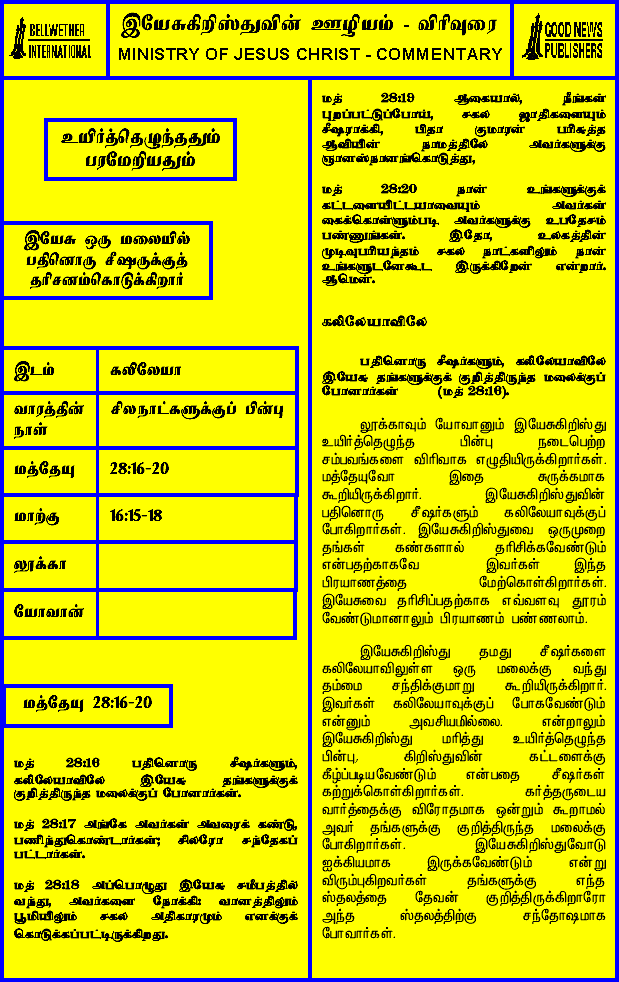 BELLWETHER
INTERNATIONAL
இயேசுகிறிஸ்துவின் ஊழியம் - விரிவுரை
MINISTRY OF JESUS CHRIST - COMMENTARY
GOOD NEWS
PUBLISHERS
உயிர்த்தெழுந்ததும்
பரமேறியதும்
இயேசு ஒரு மலையில்
பதினொரு சீஷருக்குத்
தரிசனம்கொடுக்கிறார்
இடம் கலிலேயா
வாரத்தின்
நாள்
சிலநாட்களுக்குப் பின்பு
மத்தேயு 28:16-20
மாற்கு 16:15-18
லூக்கா
யோவான்
மத்தேயு 28:16-20
மத் 28:16 பதினொரு சீஷர்களும்,
கலிலேயாவிலே இயேசு தங்களுக்குக்
குறித்திருந்த மலைக்குப் போனார்கள்.
மத் 28:17 அங்கே அவர்கள் அவரைக் கண்டு,
பணிந்துகொண்டார்கள்; சிலரோ சந்தேகப்
பட்டார்கள்.
மத் 28:18 அப்பொழுது இயேசு சமீபத்தில்
வந்து, அவர்களை நோக்கி: வானத்திலும்
பூமியிலும் சகல அதிகாரமும் எனக்குக்
கொடுக்கப்பட்டிருக்கிறது.
மத் 28:19 ஆகையால், நீங்கள்
புறப்பட்டுப்போய், சகல ஜாதிகளையும்
சீஷராக்கி, பிதா குமாரன் பரிசுத்த
ஆவியின் நாமத்திலே அவர்களுக்கு
ஞானஸ்நானங்கொடுத்து,
மத் 28:20 நான் உங்களுக்குக்
கட்டளையிட்டயாவையும் அவர்கள்
கைக்கொள்ளும்படி அவர்களுக்கு உபதேசம்
பண்ணுங்கள். இதோ, உலகத்தின்
முடிவுபரியந்தம் சகல நாட்களிலும் நான்
உங்களுடனேகூட இருக்கிறேன் என்றார்.
ஆமென்.
கலிலேயாவிலே
பதினொரு சீஷர்களும், கலிலேயாவிலே
இயேசு தங்களுக்குக் குறித்திருந்த மலைக்குப்
போனார்கள் (மத் 28:16).
லூக்காவும் யோவானும் இயேசுகிறிஸ்து
உயிர்த்தெழுந்த பின்பு நடைபெற்ற
சம்பவங்களை விரிவாக எழுதியிருக்கிறார்கள்.
மத்தேயுவோ இதை சுருக்கமாக
கூறியிருக்கிறார். இயேசுகிறிஸ்துவின்
பதினொரு சீஷர்களும் கலிலேயாவுக்குப்
போகிறார்கள். இயேசுகிறிஸ்துவை ஒருமுறை
தங்கள் கண்களால் தரிசிக்கவேண்டும்
என்பதற்காகவே இவர்கள் இந்த
பிரயாணத்தை மேற்கொள்கிறார்கள்.
இயேசுவை தரிசிப்பதற்காக எவ்வளவு தூரம்
வேண்டுமானாலும் பிரயாணம் பண்ணலாம்.
இயேசுகிறிஸ்து தமது சீஷர்களை
கலிலேயாவிலுள்ள ஒரு மலைக்கு வந்து
தம்மை சந்திக்குமாறு கூறியிருக்கிறார்.
இவர்கள் கலிலேயாவுக்குப் போகவேண்டும்
என்னும் அவசியமில்லை. என்றாலும்
இயேசுகிறிஸ்து மரித்து உயிர்த்தெழுந்த
பின்பு, கிறிஸ்துவின் கட்டளைக்கு
கீழ்ப்படியவேண்டும் என்பதை சீஷர்கள்
கற்றுக்கொள்கிறார்கள். கர்த்தருடைய
வார்த்தைக்கு விரோதமாக ஒன்றும் கூறாமல்
அவர் தங்களுக்கு குறித்திருந்த மலைக்கு
போகிறார்கள். இயேசுகிறிஸ்துவோடு
ஐக்கியமாக இருக்கவேண்டும் என்று
விரும்புகிறவர்கள் தங்களுக்கு எந்த
ஸ்தலத்தை தேவன் குறித்திருக்கிறாரோ
அந்த ஸ்தலத்திற்கு சந்தோஷமாக
போவார்கள்.